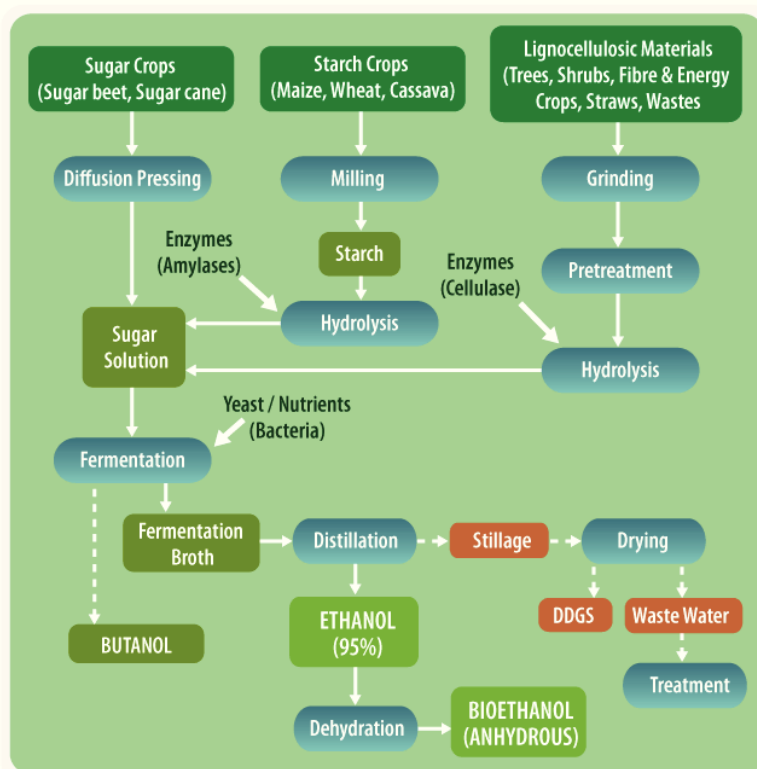 Sugar Crops
(Sugar beet, Sugar cane)
Starch Crops
(Maize, Wheat, Cassava)
Lignocellulosic Materials
(Trees, Shrubs, Fibre & Energy
Crops, Straws, Wastes
Diffusion Pressing
Milling
Grinding
Enzymes
(Amylases)
Starch
Enzymes
(Cellulase)
Pretreatment
Sugar
Solution
Hydrolysis
Hydrolysis
Yeast / Nutrients
(Bacteria)
Fermentation
Fermentation
Broth
Distillation
Stillage
Drying
BUTANOL
ETHANOL
(95%)
DDGS
Waste Water
Treatment
Dehydration
BIOETHANOL
(ANHYDROUS)